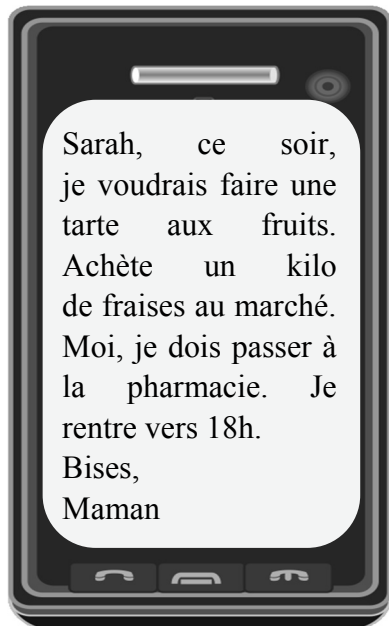 Sarah, ce soir,
je voudrais faire une
tarte aux fruits.
Achète un kilo
de fraises au marché.
Moi, je dois passer à
la pharmacie. Je
rentre vers 18h.
Bises,
Maman